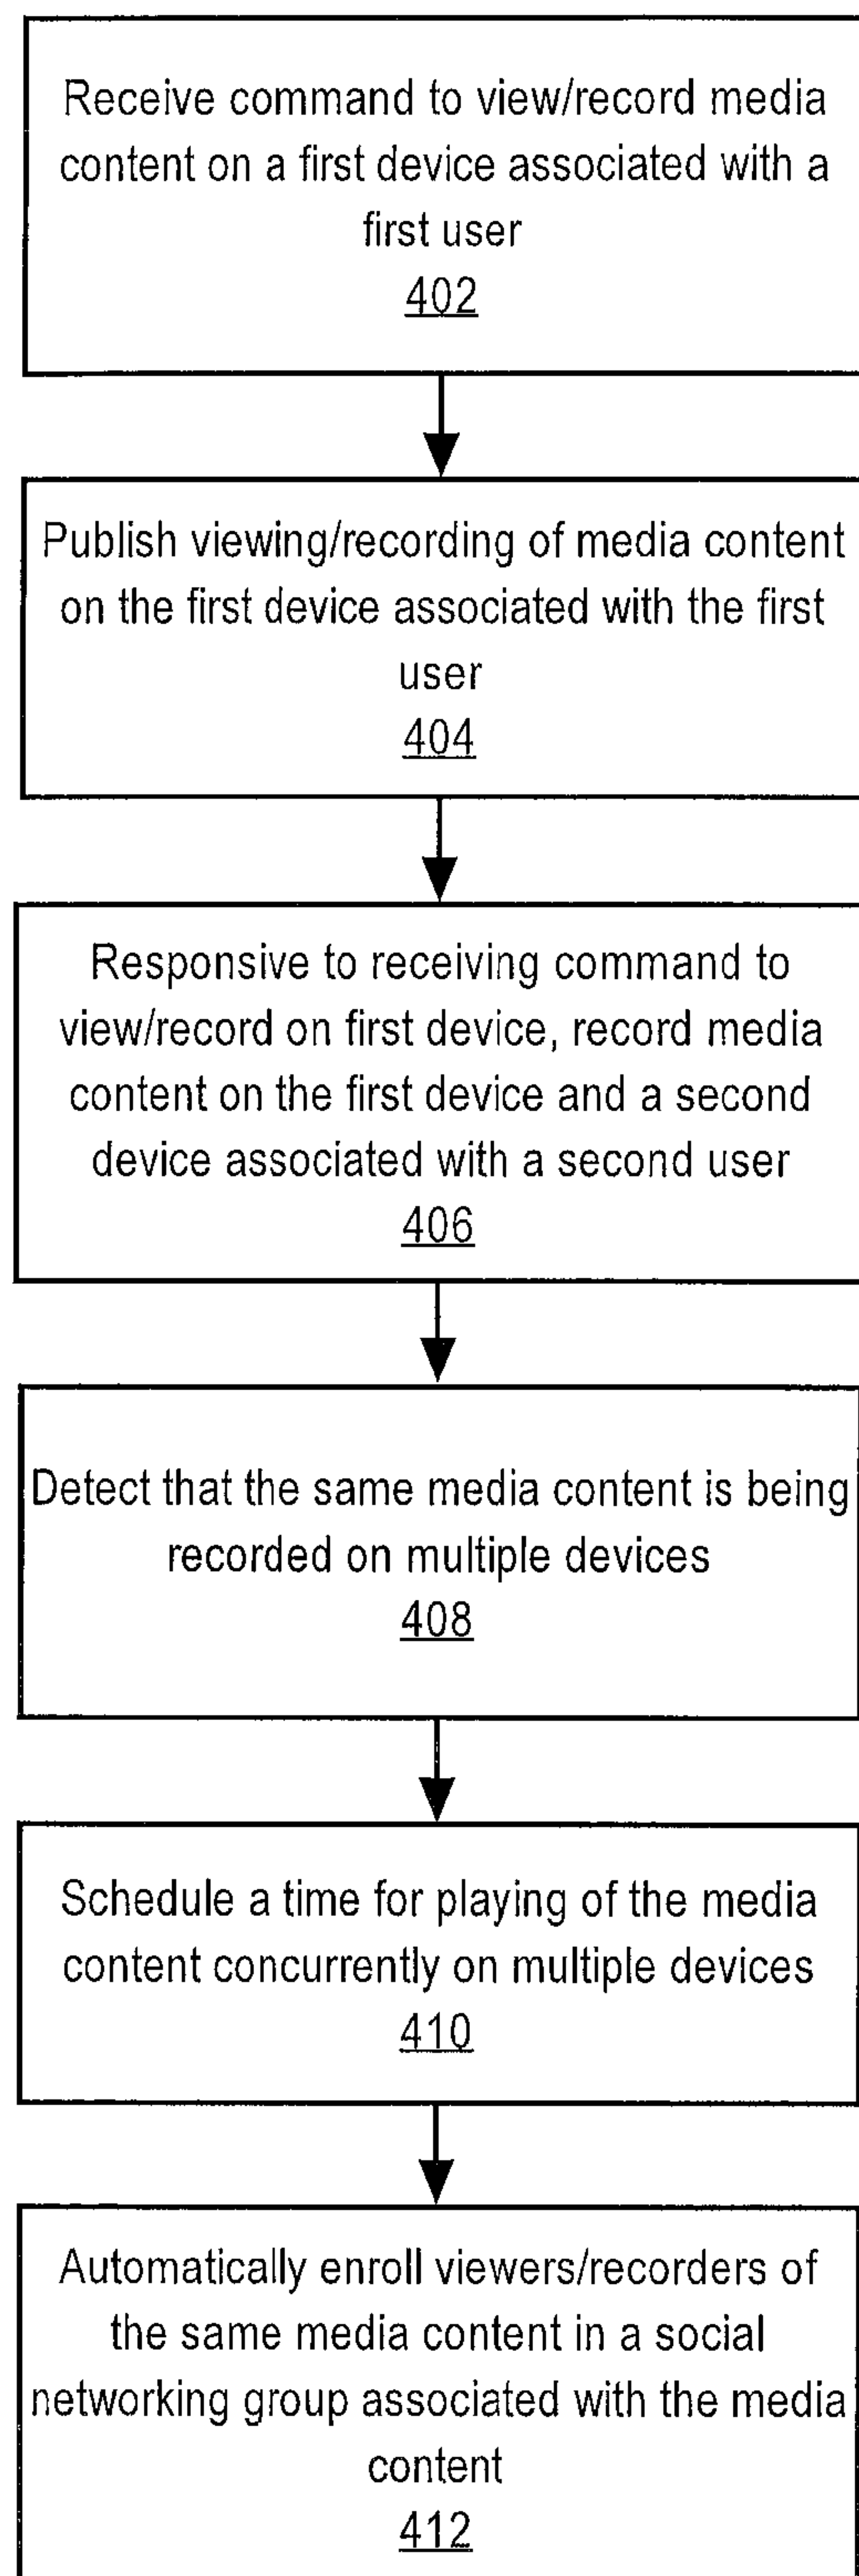 Receive command to view/record media
content on a first device associated with a
first user
402
Publish viewing/recording of media content
on the first device associated with the first
user
404
Responsive to receiving command to
view/record on first device, record media
content on the first device and a second
device associated with a second user
406
Detect that the same media content is being
recorded on multiple devices
408
Schedule a time for playing of the media
content concurrently on multiple devices
410
Automatically enroll viewers/recorders of
the same media content in a social
networking group associated with the media
content
412